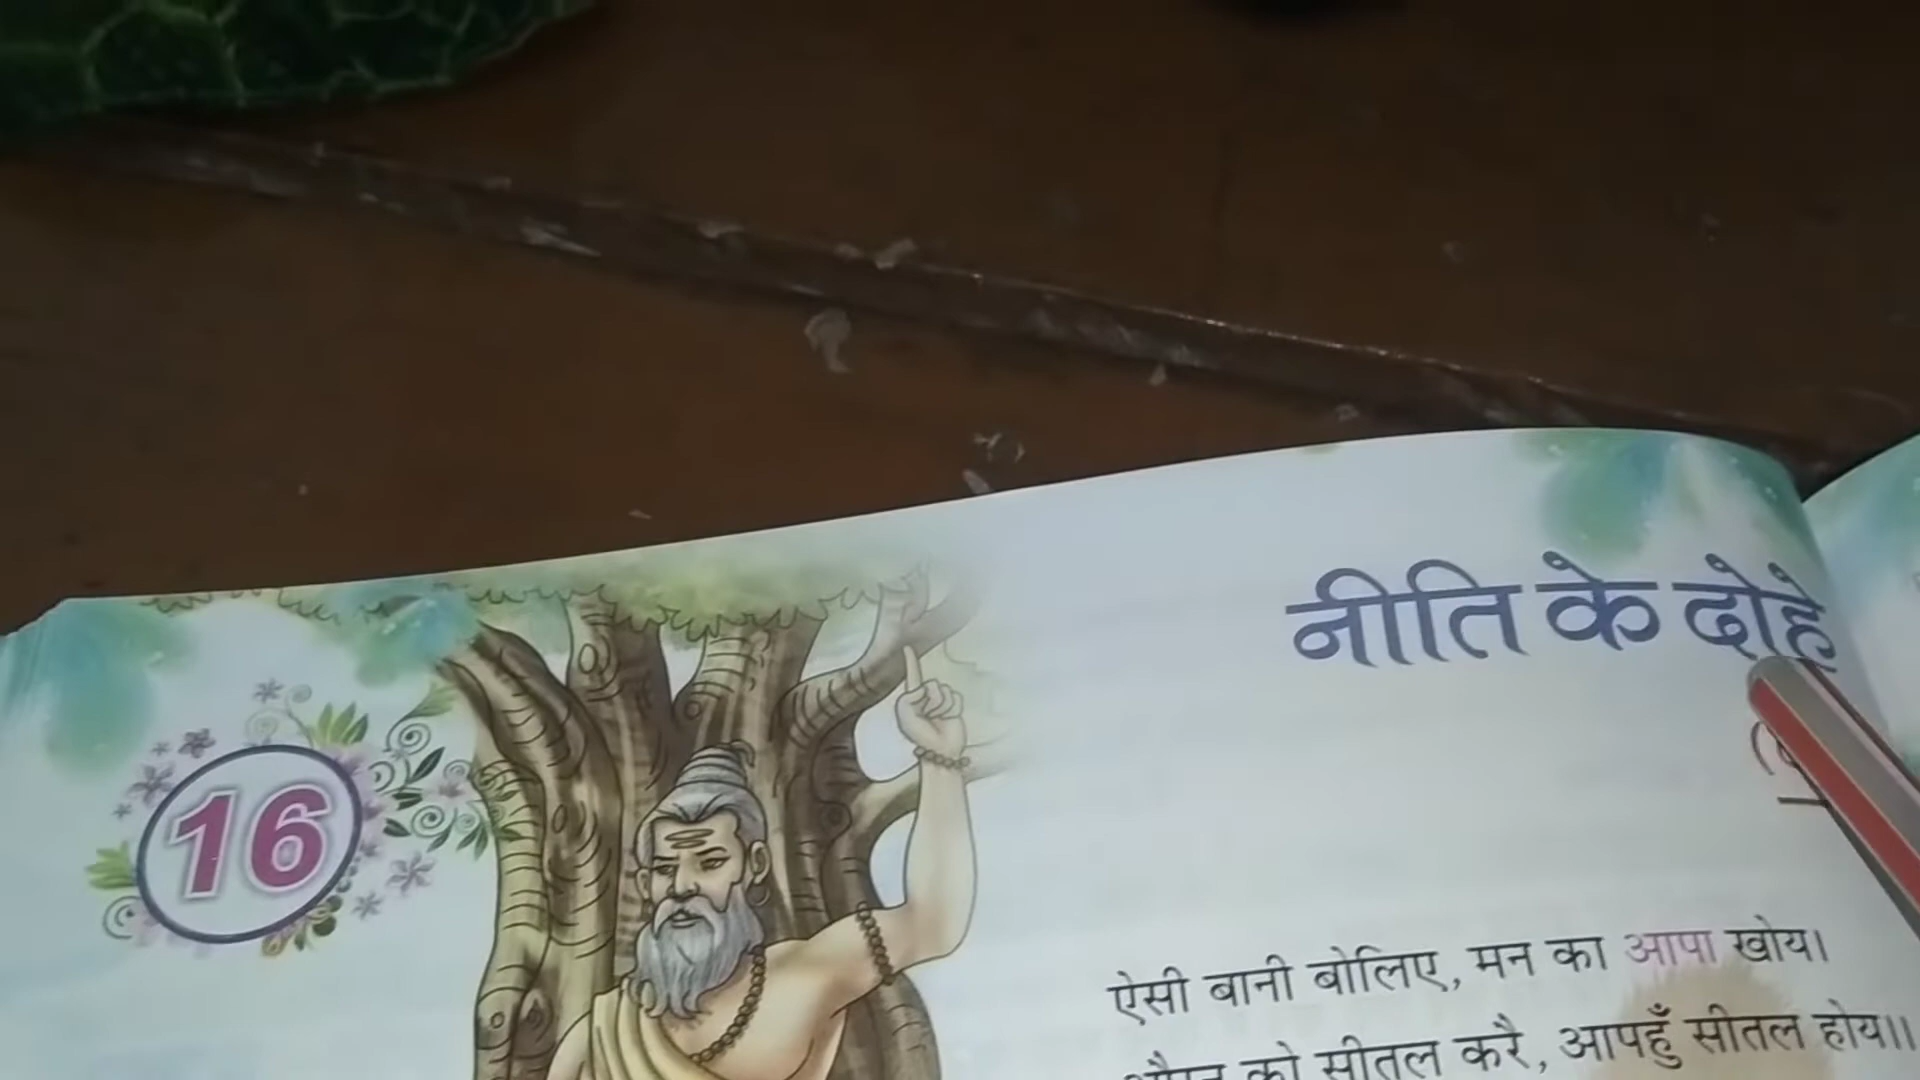 नीति के दोहे
16
ऐसी बानी बोलिए, मन का आपा खोय।
को सीतल करै, आपहुँ सीतल होय।।